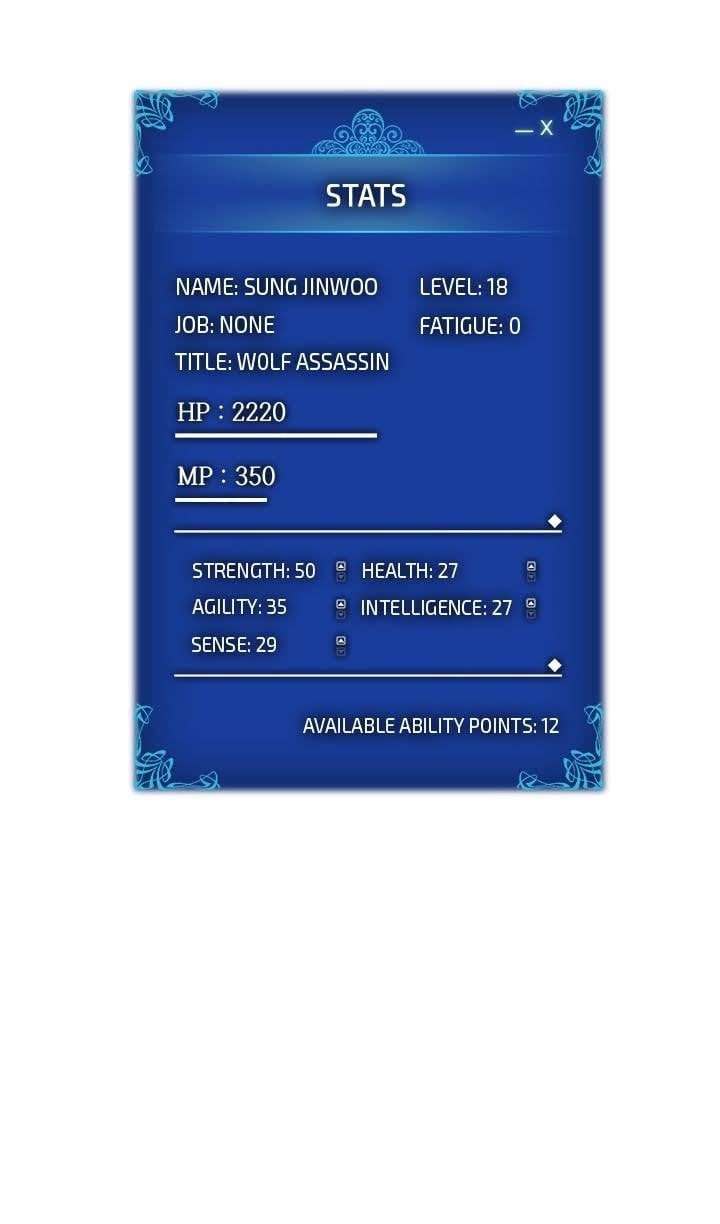 — X
STATS
NAME: SUNG JINWOO LEVEL: 18
JOB: NONE FATIGUE: 0
TITLE: WOLF ASSASSIN
HP : 2220
MP : 350
STRENGTH: 50 HEALTH: 27
AGILITY: 35 INTELLIGENCE: 27
SENSE: 29
AVAILABLE ABILITY POINTS: 12